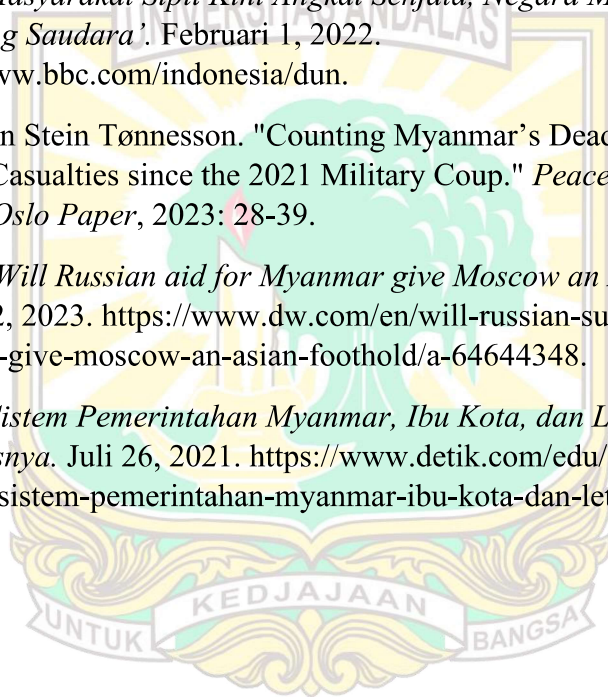 Masyarakat Sipil Kini Angkat Senjata, Negara M
g Saudara’. Februari 1, 2022.
ww.bbc.com/indonesia/dun.
n Stein Tønnesson. "Counting Myanmar’s Dead
Casualties since the 2021 Military Coup." Peace
Oslo Paper, 2023: 28-39.
Will Russian aid for Myanmar give Moscow an
2, 2023. https://www.dw.com/en/will-russian-su
-give-moscow-an-asian-foothold/a-64644348.
istem Pemerintahan Myanmar, Ibu Kota, dan L
snya. Juli 26, 2021. https://www.detik.com/edu/
sistem-pemerintahan-myanmar-ibu-kota-dan-let
UNTUK KEDJAJAAN BANGSA